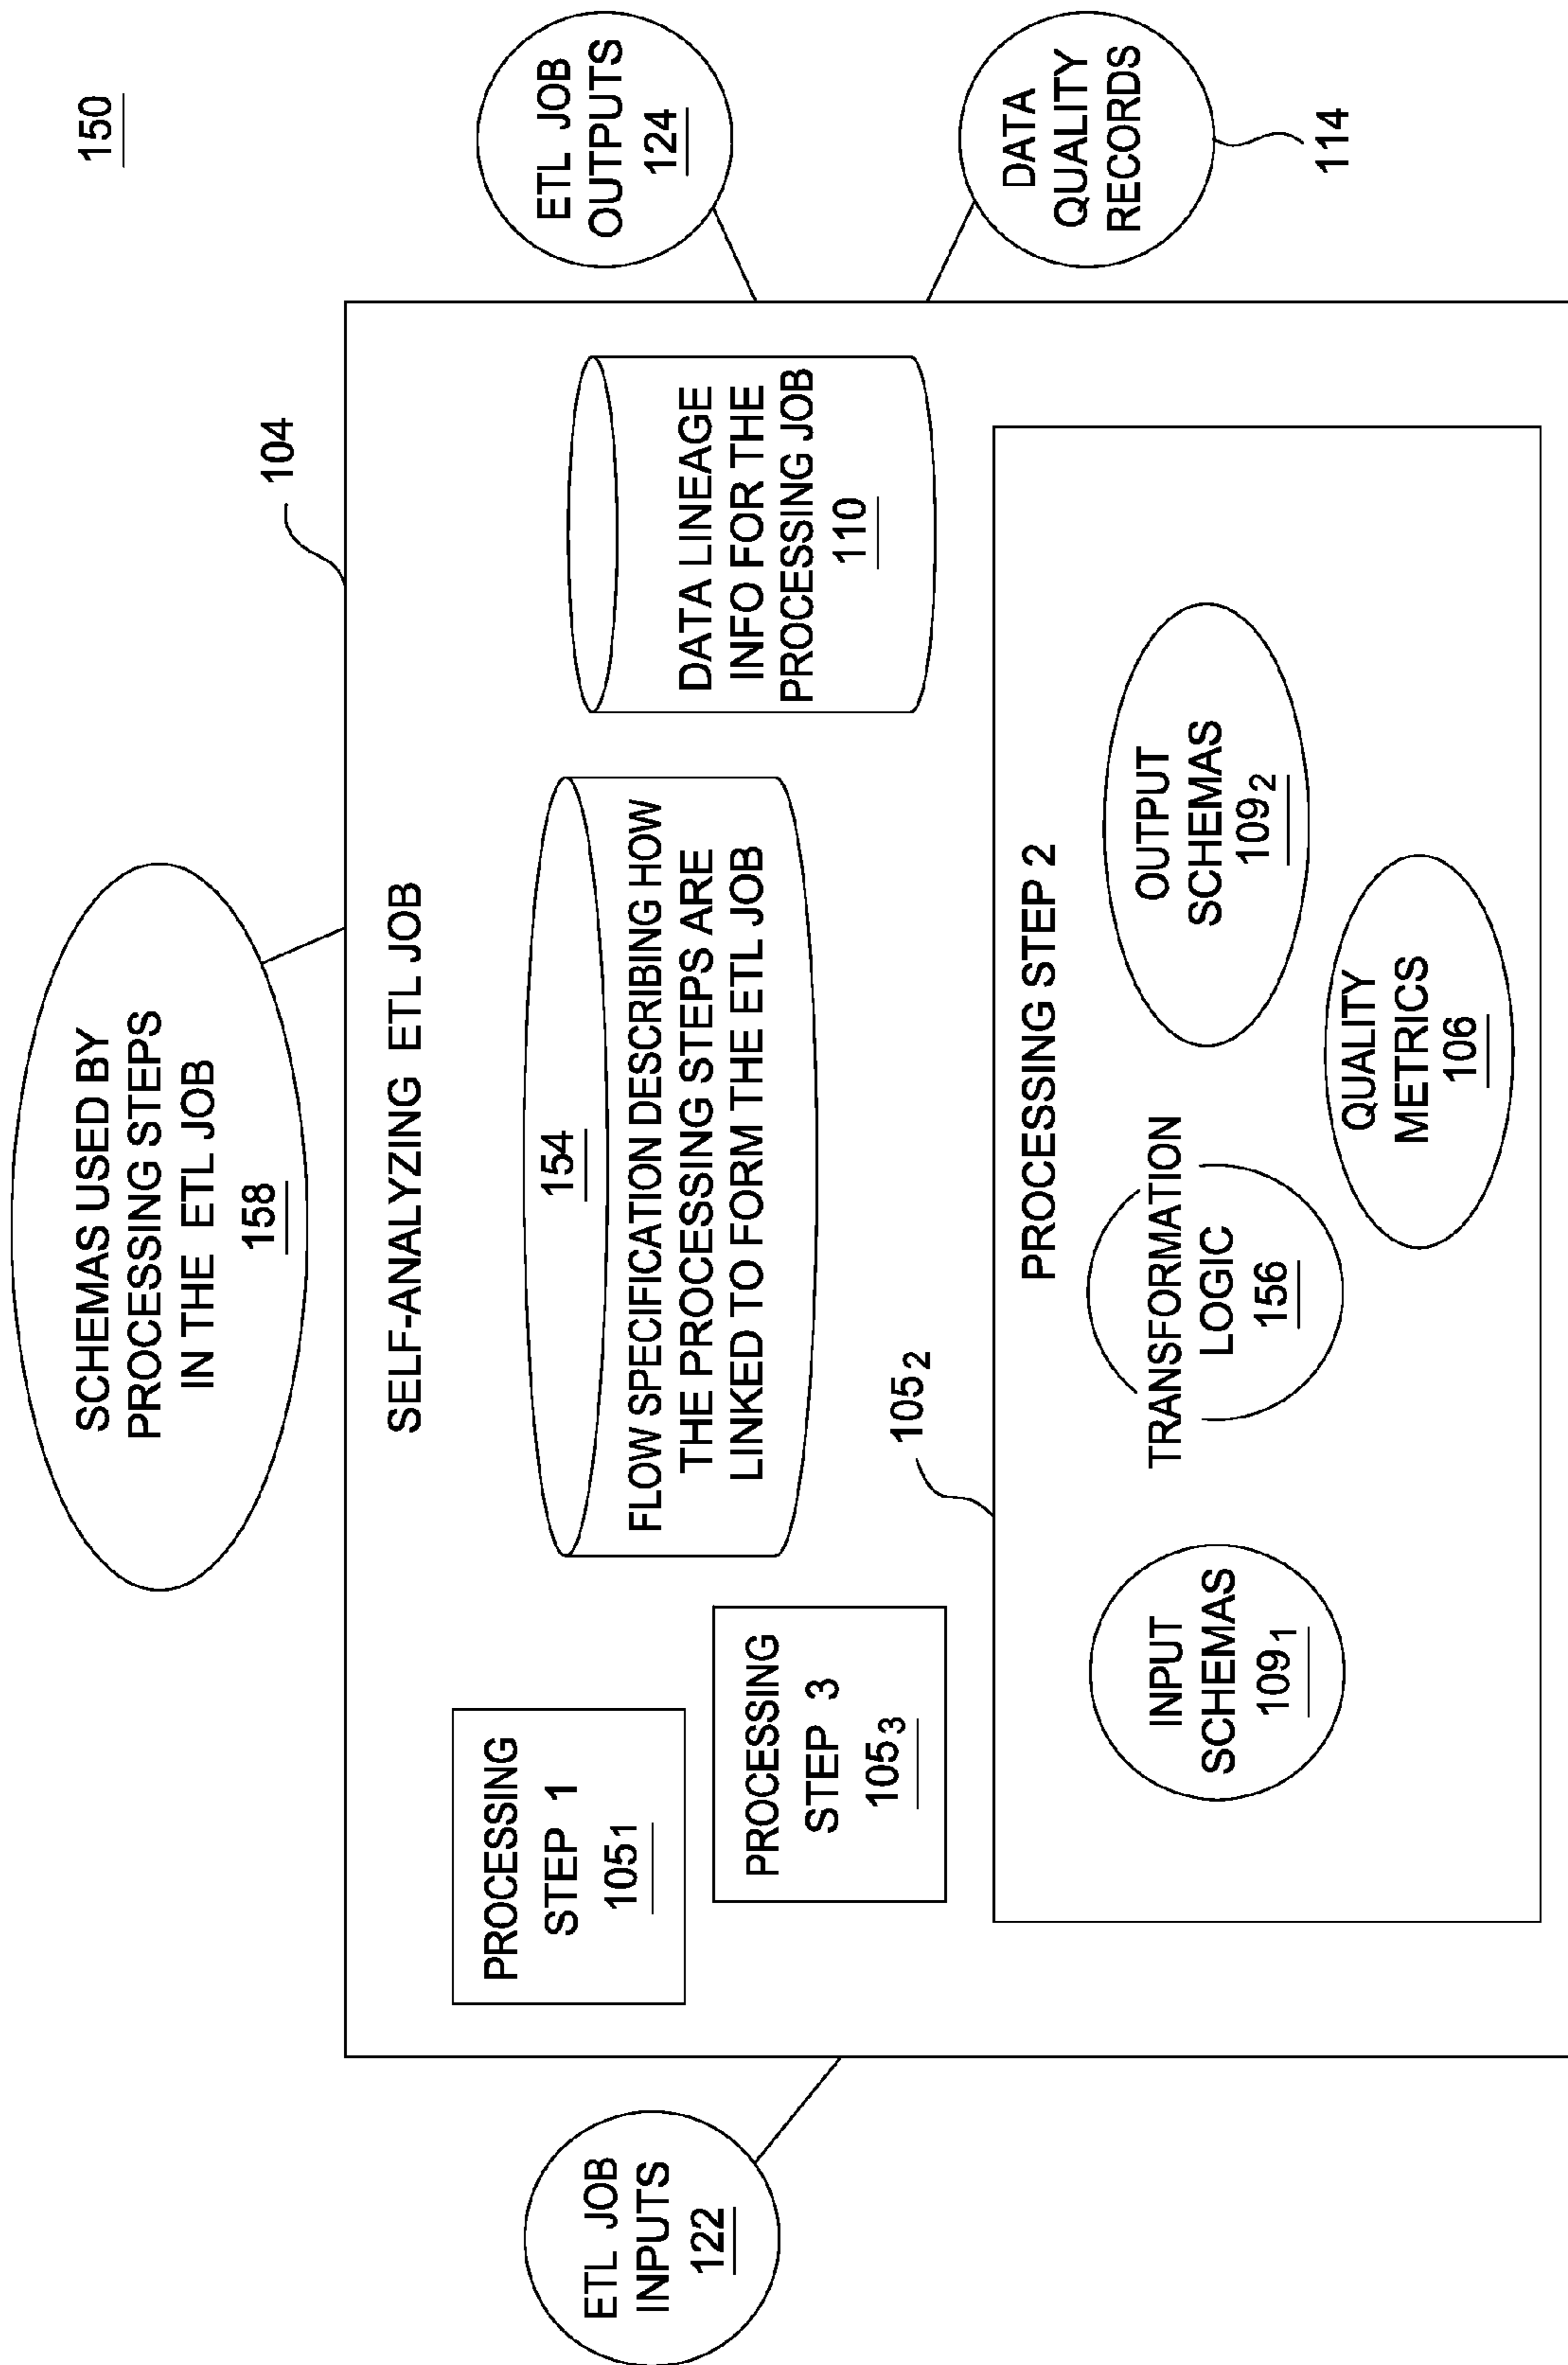 150
SCHEMAS USED BY
PROCESSING STEPS
IN THE ETL JOB
158
104
SELF-ANALYZING ETL JOB
ETL JOB
INPUTS
122
PROCESSING
STEP 1
105₁
PROCESSING
STEP 3
105₃
154
FLOW SPECIFICATION DESCRIBING HOW
THE PROCESSING STEPS ARE
LINKED TO FORM THE ETL JOB
DATA LINEAGE
INFO FOR THE
PROCESSING JOB
110
ETL JOB
OUTPUTS
124
DATA
QUALITY
RECORDS
114
105₂
PROCESSING STEP 2
INPUT
SCHEMAS
109₁
TRANSFORMATION
LOGIC
156
OUTPUT
SCHEMAS
109₂
QUALITY
METRICS
106